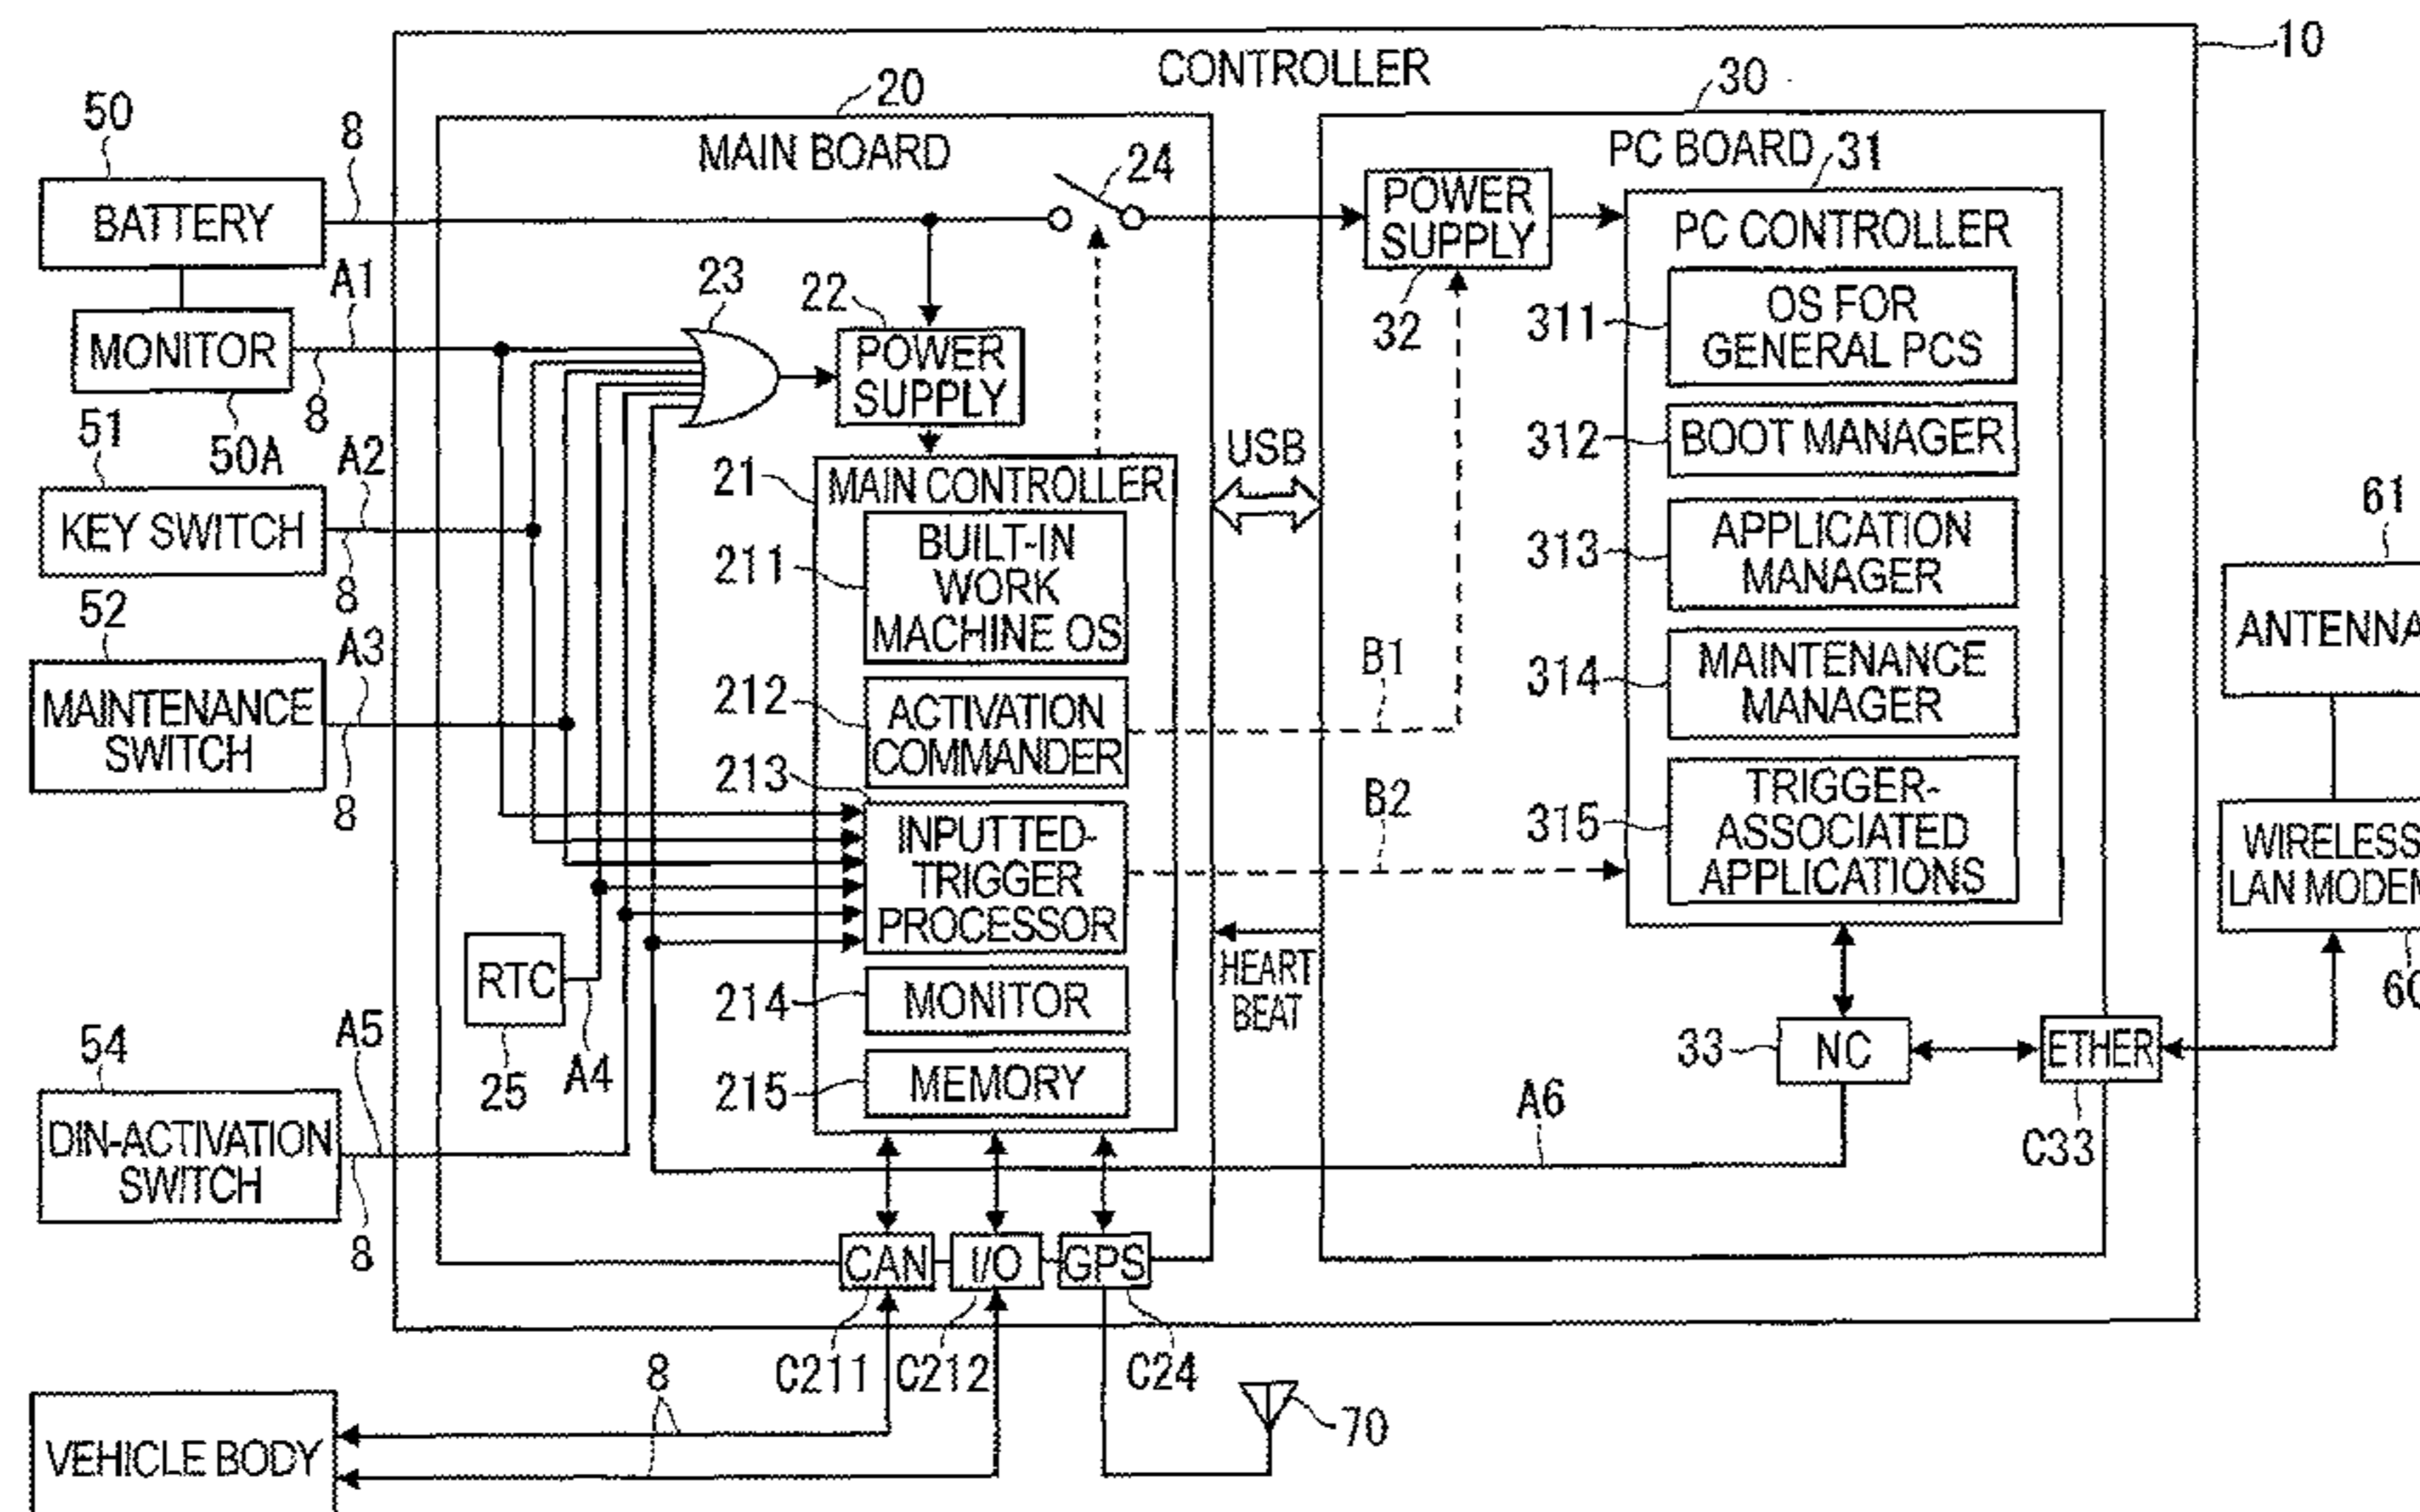 10
CONTROLLER
20
30
50
8
MAIN BOARD
24
PC BOARD
31
BATTERY
POWER
SUPPLY
32
PC CONTROLLER
A1
23
22
311
OS FOR
GENERAL PCS
MONITOR
8
50A
POWER
SUPPLY
312
BOOT MANAGER
51
A2
USB
21
MAIN CONTROLLER
61
KEY SWITCH
8
211
BUILT-IN
WORK
MACHINE OS
313
APPLICATION
MANAGER
52
A3
ANTENNA
MAINTENANCE
SWITCH
8
212
ACTIVATION
COMMANDER
B1
314
MAINTENANCE
MANAGER
213
INPUTTED-
TRIGGER
PROCESSOR
B2
315
TRIGGER-
ASSOCIATED
APPLICATIONS
WIRELESS
LAN MODEM
60
RTC
25
A4
214
MONITOR
HEART
BEAT
54
A5
33
NC
ETHER
C33
215
MEMORY
A6
DIN-ACTIVATION
SWITCH
8
CAN
I/O
GPS
C211
C212
C24
8
70
VEHICLE BODY
8